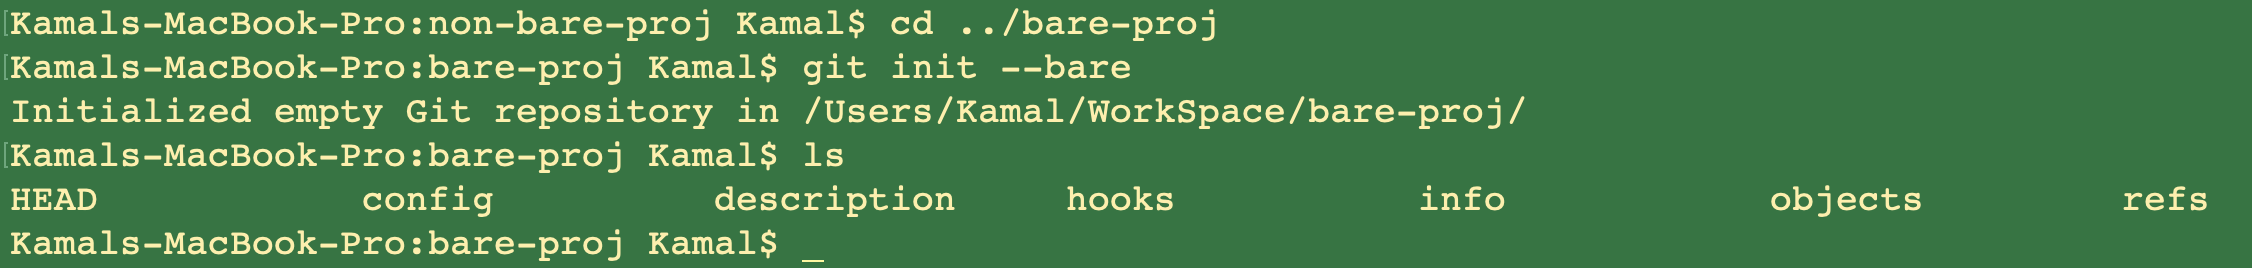 Kamals-MacBook-Pro:non-bare-proj Kamal$ cd ../bare-proj
Kamals-MacBook-Pro:bare-proj Kamal$ git init --bare
Initialized empty Git repository in /Users/Kamal/WorkSpace/bare-proj/
Kamals-MacBook-Pro:bare-proj Kamal$ ls
HEAD config description hooks info objects refs
Kamals-MacBook-Pro:bare-proj Kamal$ _